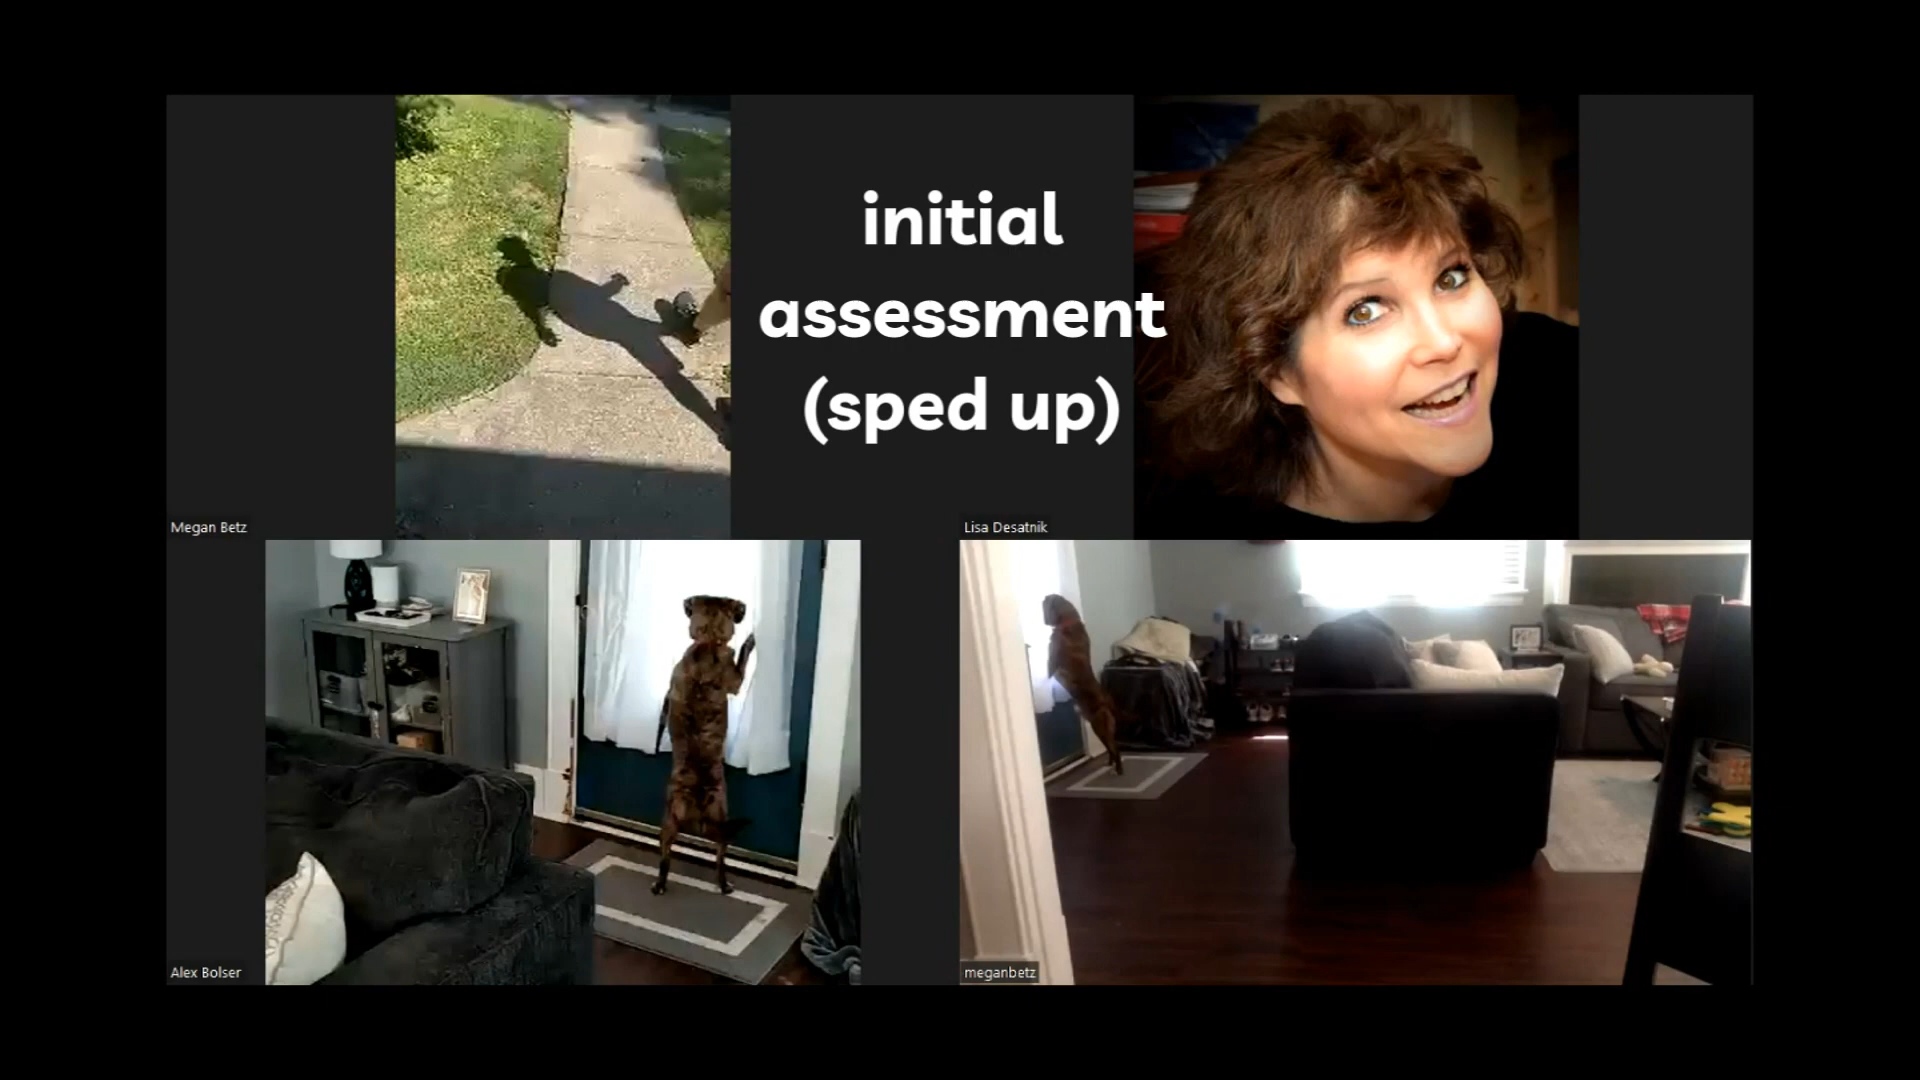 initial
assessment
(sped up)
Megan Betz
Lisa Desatnik
Alex Bolser
meganbetz